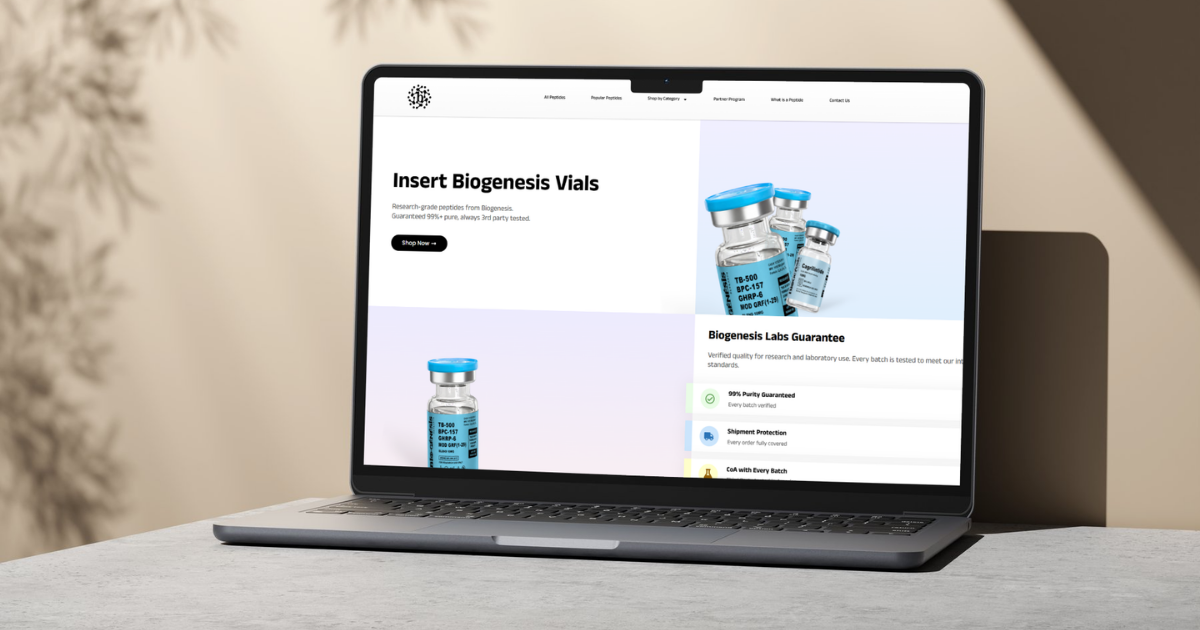 All Peptides
Popular Peptides
Shop by Category
Partner Program
What is a Peptide
Contact Us
Insert Biogenesis Vials
Research-grade peptides from Biogenesis.
Guaranteed 99%+ pure, always 3rd party tested.
Shop Now →
TB-500
BPC-157
GHRP-6
MOD GRF(1-29)
Cagrilintide
Biogenesis Labs Guarantee
Verified quality for research and laboratory use. Every batch is tested to meet our int
standards.
99% Purity Guaranteed
Every batch verified
Shipment Protection
Every order fully covered
CoA with Every Batch
TB-500
BPC-157
GHRP-6
MOD GRF(1-29)